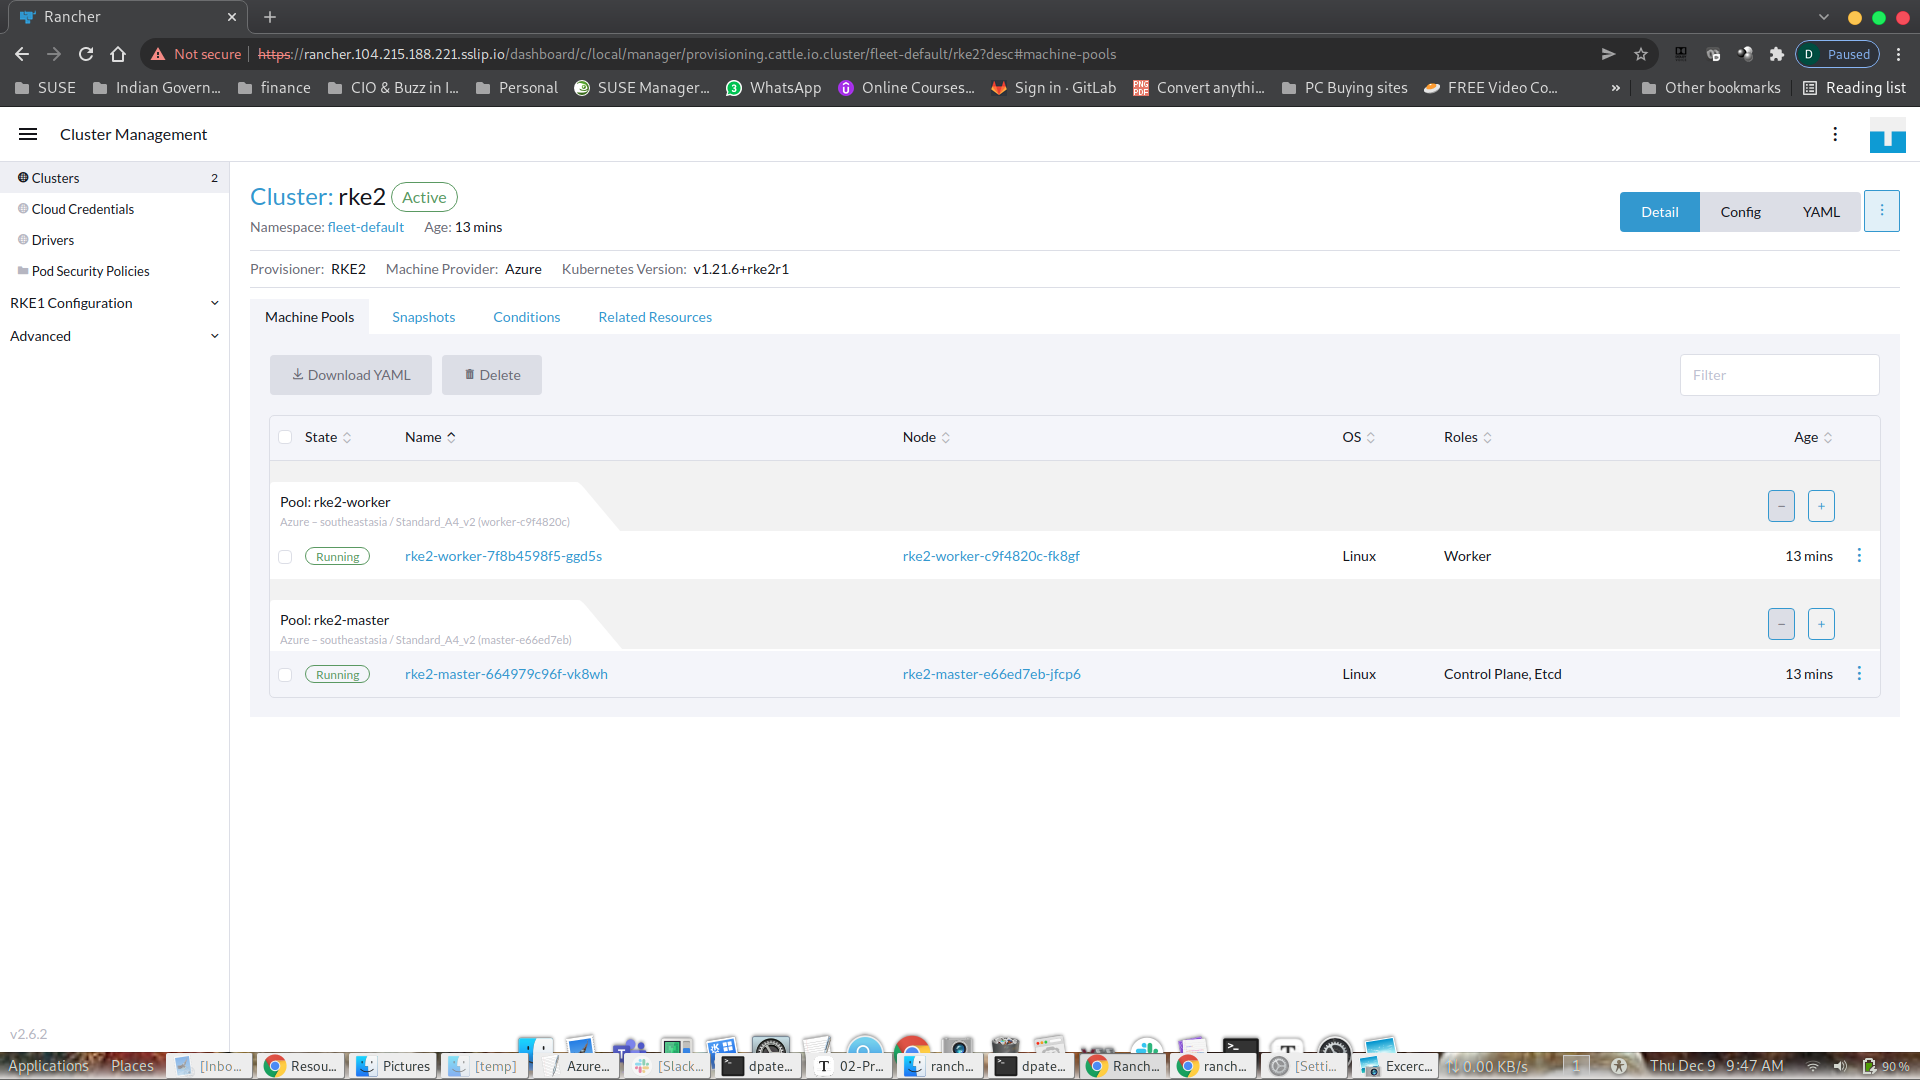 Rancher
Not secure https://rancher.104.215.188.221.sslip.io/dashboard/c/local/manager/provisioning.cattle.io.cluster/fleet-default/rke2?desc#machine-pools D Paused
SUSE Indian Govern... finance CIO & Buzz in I... Personal SUSE Manager... WhatsApp Online Courses... Sign in · GitLab Convert anythi... PC Buying sites FREE Video Co... » Other bookmarks Reading list
Cluster Management
Clusters 2
Cloud Credentials
Drivers
Pod Security Policies
RKE1 Configuration
Advanced
v2.6.2
Cluster: rke2 Active
Namespace: fleet-default Age: 13 mins
Detail Config YAML
Provisioner: RKE2 Machine Provider: Azure Kubernetes Version: v1.21.6+rke2r1
Machine Pools Snapshots Conditions Related Resources
Download YAML Delete Filter
State Name Node OS Roles Age
Pool: rke2-worker
Azure – southeastasia / Standard_A4_v2 (worker-c9f4820c)
Running rke2-worker-7f8b4598f5-ggd5s rke2-worker-c9f4820c-fk8gf Linux Worker 13 mins
Pool: rke2-master
Azure – southeastasia / Standard_A4_v2 (master-e66ed7eb)
Running rke2-master-664979c96f-vk8wh rke2-master-e66ed7eb-jfcp6 Linux Control Plane, Etcd 13 mins
Applications Places [Inbo... Resou... Pictures [temp] Azure... [Slack... dpate... 02-Pr... ranch... dpate... Ranch... ranch... [Setti... Excerc... 0.00 KB/s 1 Thu Dec 9 9:47 AM 90 %